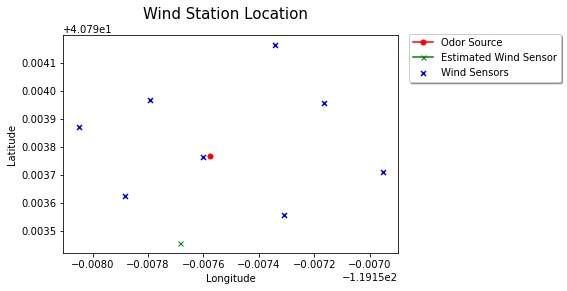 Wind Station Location
+4.079e1
Odor Source
Estimated Wind Sensor
Wind Sensors
0.0041
0.0040
0.0039
0.0038
0.0037
0.0036
0.0035
Latitude
−0.0080 −0.0078 −0.0076 −0.0074 −0.0072 −0.0070
Longitude
−1.1915e2